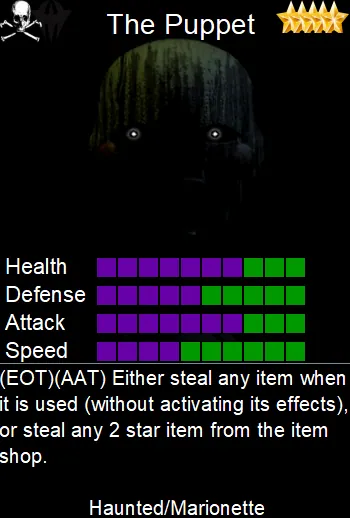 The Puppet
Health
Defense
Attack
Speed
(EOT)(AAT) Either steal any item when
it is used (without activating its effects),
or steal any 2 star item from the item
shop.
Haunted/Marionette